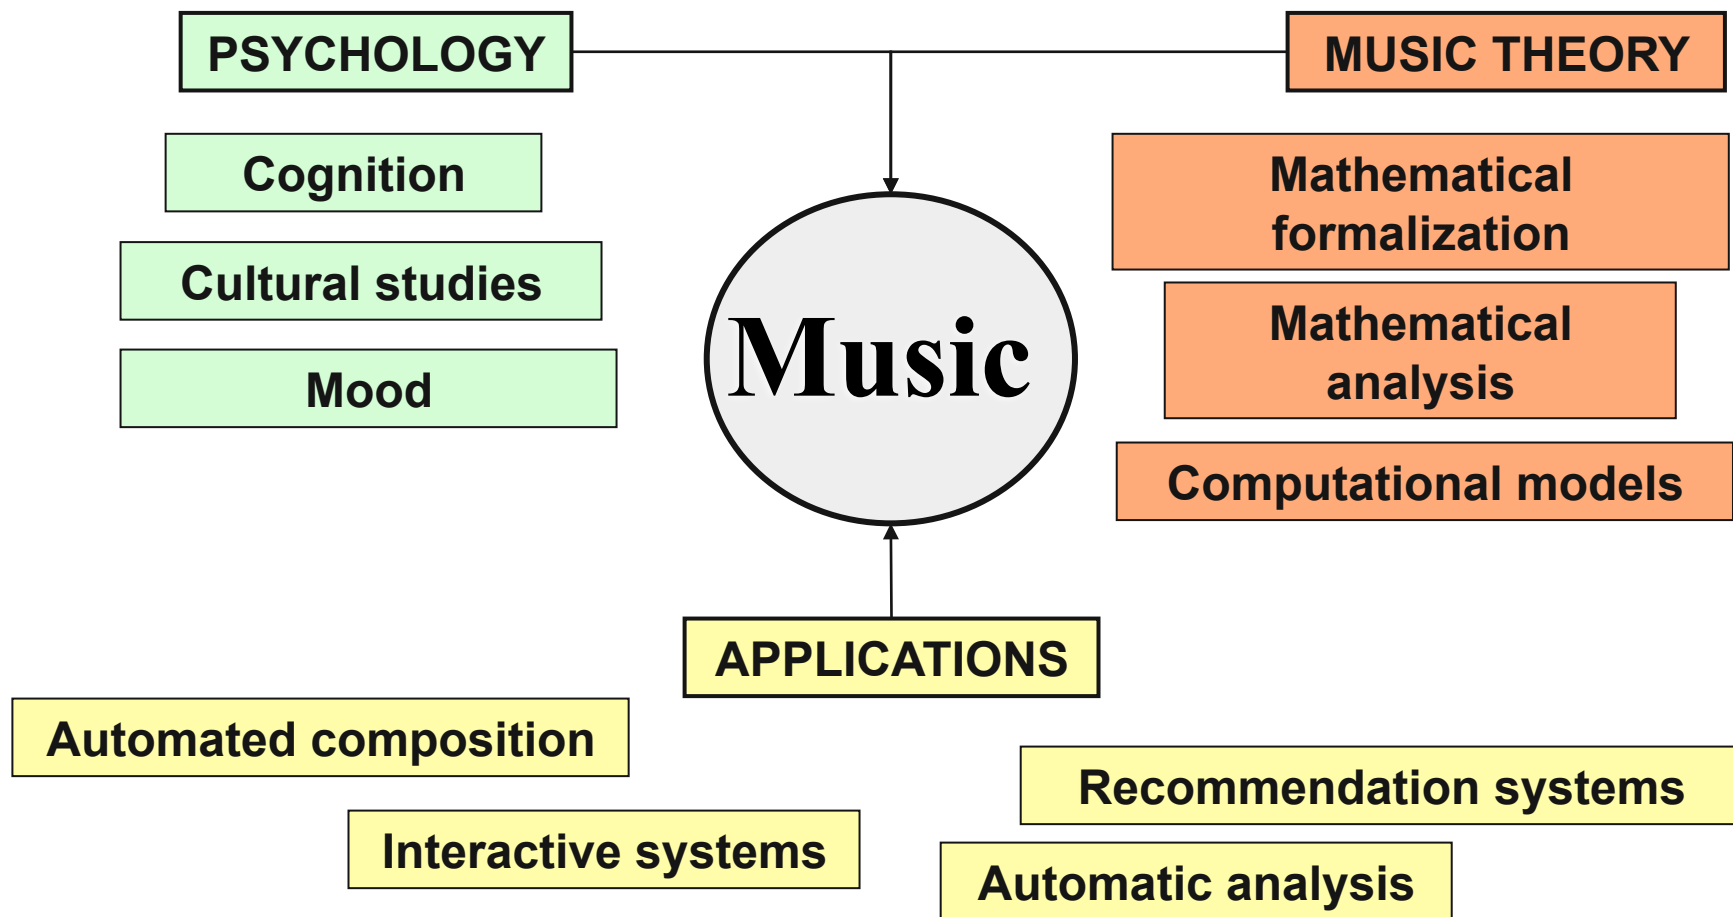 PSYCHOLOGY
MUSIC THEORY
Cognition
Cultural studies
Mood
Mathematical
formalization
Mathematical
analysis
Computational models
Music
APPLICATIONS
Automated composition
Interactive systems
Recommendation systems
Automatic analysis